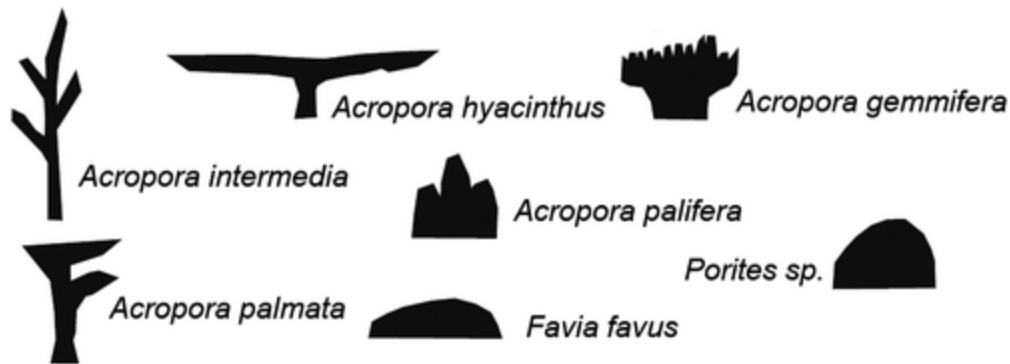 Acropora hyacinthus
Acropora gemmifera
Acropora intermedia
Acropora palifera
Porites sp.
Acropora palmata
Favia favus